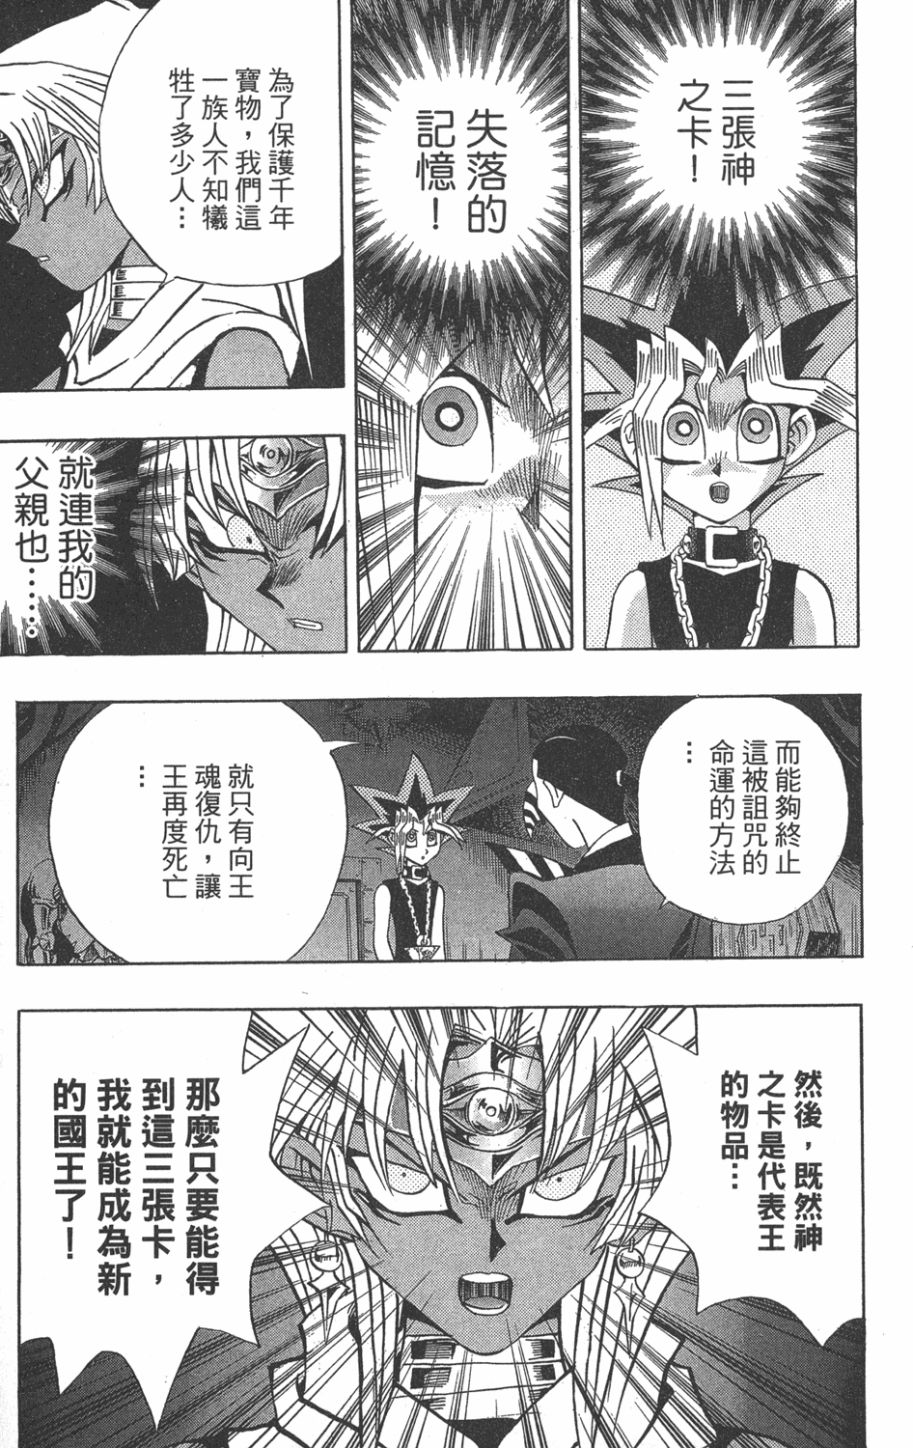 三張神
之卡！
失落的
記憶！
為了保護千年
寶物，我們這
一族人不知犧
牲了多少人…
就連我的
父親也……
而能夠終止
這被詛咒的
命運的方法
…
就只有向王
魂復仇，讓
王再度死亡
…
然後，既然神
之卡是代表王
的物品…
那麼只要能得
到這三張卡，
我就能成為新
的國王了！